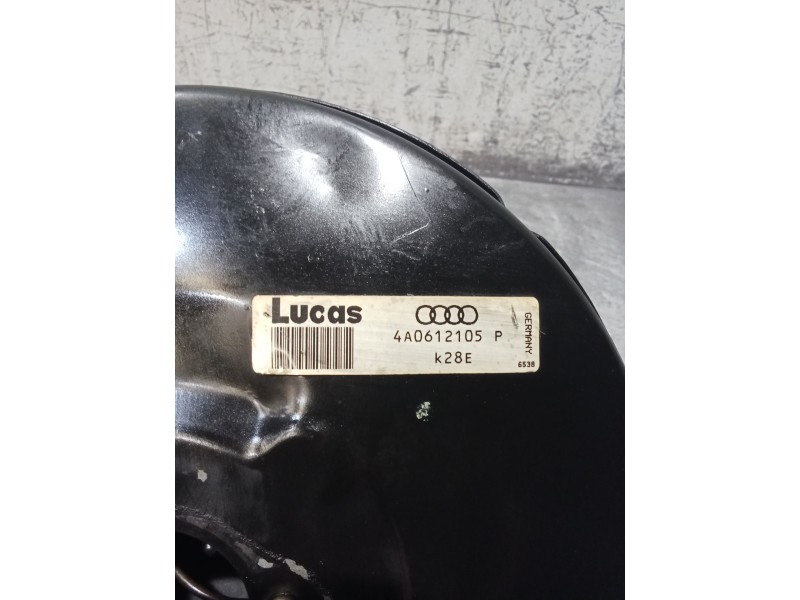 Lucas
4A0612105 P
K28E
GERMANY
6538